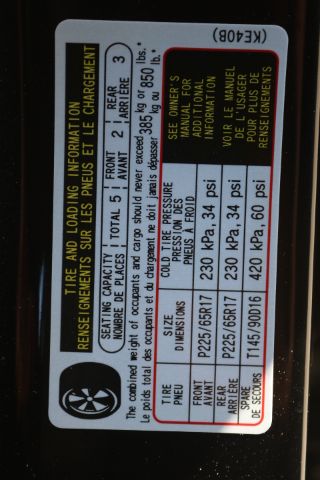 TIRE AND LOADING INFORMATION
RENSEIGNEMENTS SUR LES PNEUS ET LE CHARGEMENT
SEATING CAPACITY TOTAL 5 FRONT 2 REAR 3
NOMBRE DE PLACES AVANT ARRIÈRE
The combined weight of occupants and cargo should never exceed 385 kg or 850 lbs.
Le poids total des occupants et du chargement ne doit jamais dépasser 385 kg ou 850 lb.
TIRE SIZE COLD TIRE PRESSURE
PNEU DIMENSIONS PRESSION DES PNEUS À FROID
FRONT AVANT P225/65R17 230 kPa, 34 psi
REAR ARRIÈRE P225/65R17 230 kPa, 34 psi
SPARE DE SECOURS T145/90D16 420 kPa, 60 psi
SEE OWNER'S
MANUAL FOR
ADDITIONAL
INFORMATION
VOIR LE MANUEL
DE L'USAGER
POUR PLUS DE
RENSEIGNEMENTS
(KE40B)